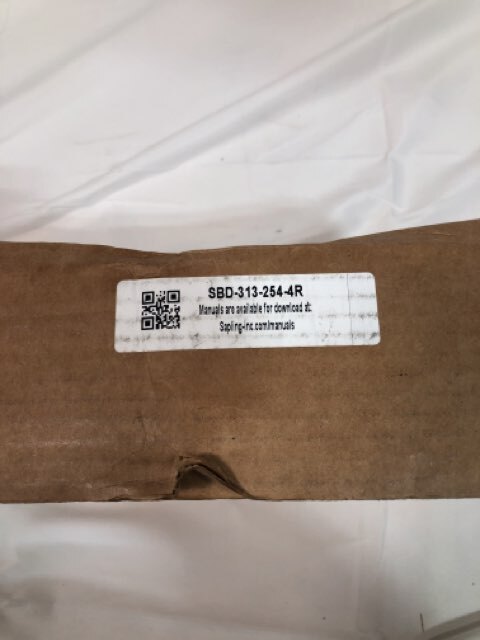 SBD-313-254-4R
Manuals are available for download at:
Sapling-inc.com/manuals